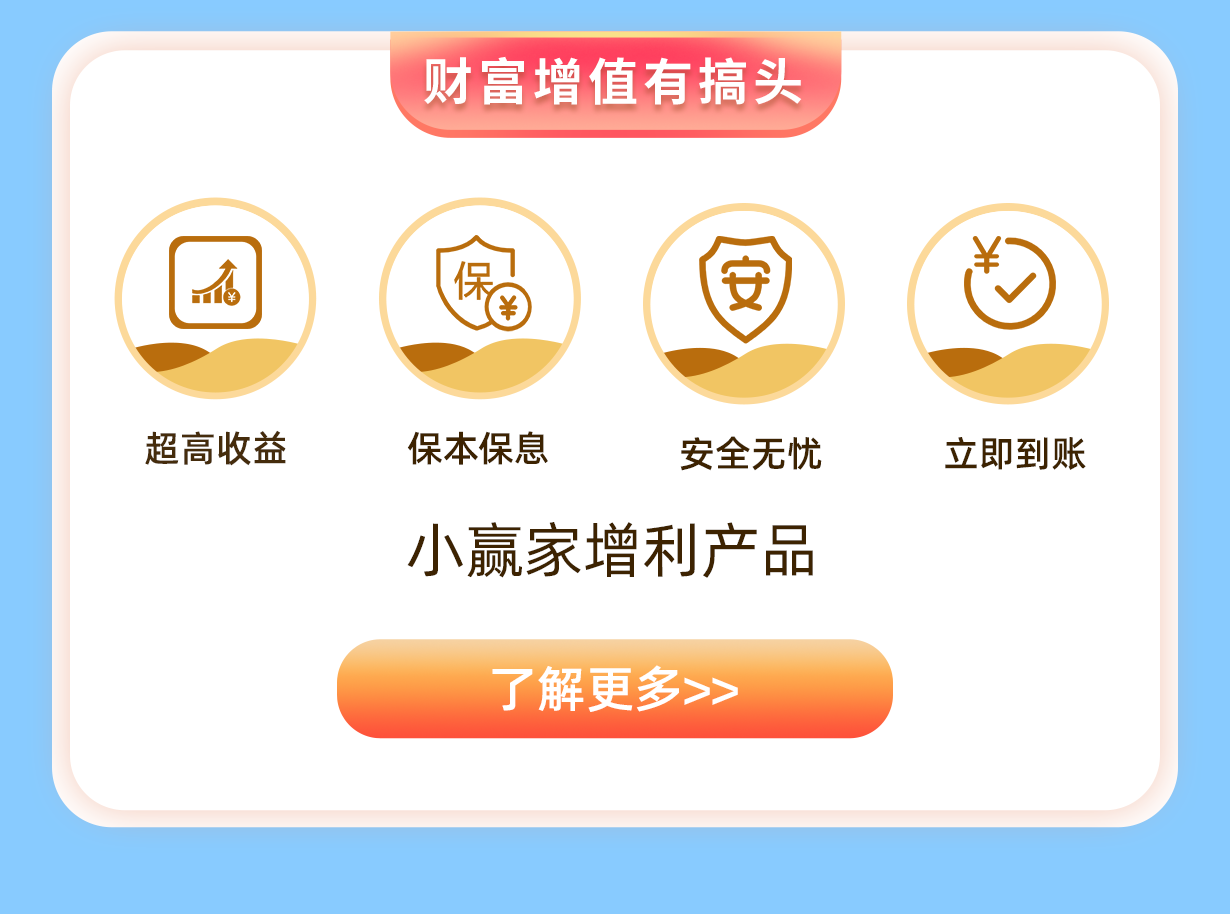 财富增值有搞头
¥
保
¥
安
¥
超高收益
保本保息
安全无忧
立即到账
小赢家增利产品
了解更多>>